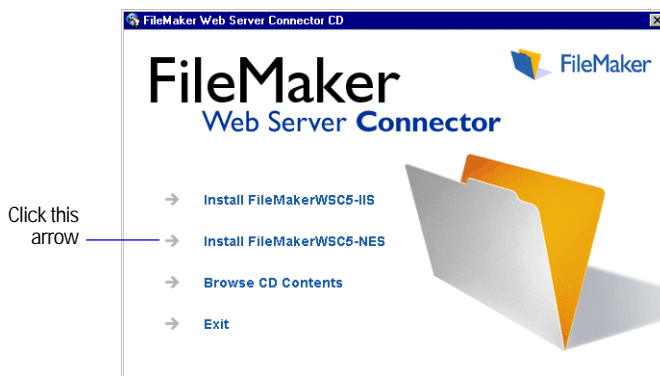 FileMaker Web Server Connector CD
FileMaker
FileMaker
Web Server Connector
Install FileMakerWSC5-IIS
Click this
arrow
Install FileMakerWSC5-NES
Browse CD Contents
Exit